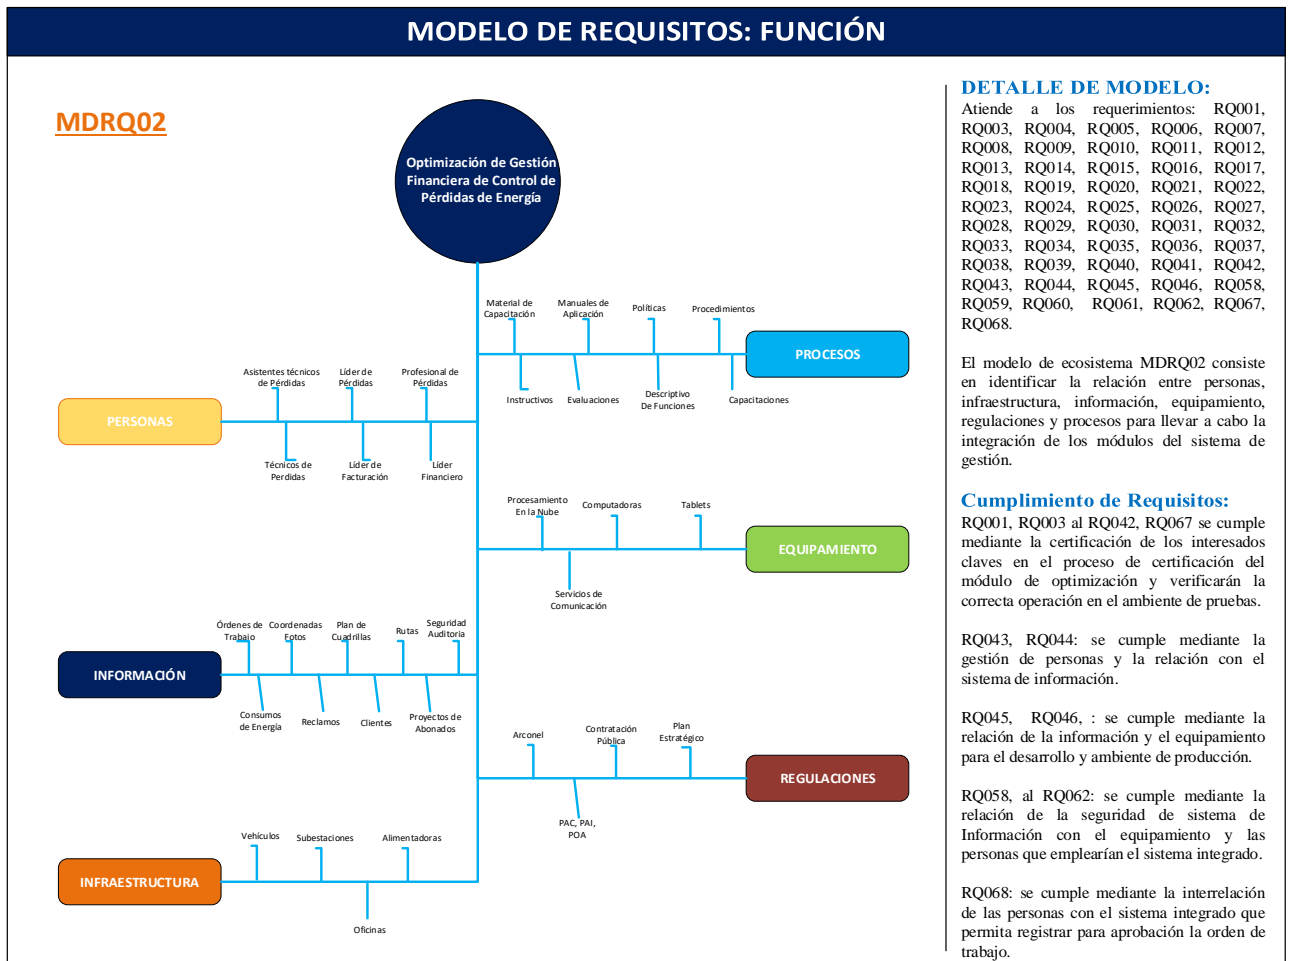 MODELO DE REQUISITOS: FUNCIÓN
MDRQ02
Optimización de Gestión
Financiera de Control de
Pérdidas de Energía
Material de
Capacitación
Manuales de
Aplicación
Políticas
Procedimientos
PROCESOS
Instructivos
Evaluaciones
Descriptivo
De Funciones
Capacitaciones
Asistentes técnicos
de Pérdidas
Líder de
Pérdidas
Profesional de
Pérdidas
PERSONAS
Técnicos de
Perdidas
Líder de
Facturación
Líder
Financiero
Procesamiento
En la Nube
Computadoras
Tablets
EQUIPAMIENTO
Servicios de
Comunicación
Órdenes de
Trabajo
Coordenadas
Fotos
Plan de
Cuadrillas
Rutas
Seguridad
Auditoria
INFORMACIÓN
Consumos
de Energía
Reclamos
Clientes
Proyectos de
Abonados
Arconel
Contratación
Pública
Plan
Estratégico
REGULACIONES
PAC, PAI,
POA
Vehículos
Subestaciones
Alimentadoras
INFRAESTRUCTURA
Oficinas
DETALLE DE MODELO:
Atiende a los requerimientos: RQ001,
RQ003, RQ004, RQ005, RQ006, RQ007,
RQ008, RQ009, RQ010, RQ011, RQ012,
RQ013, RQ014, RQ015, RQ016, RQ017,
RQ018, RQ019, RQ020, RQ021, RQ022,
RQ023, RQ024, RQ025, RQ026, RQ027,
RQ028, RQ029, RQ030, RQ031, RQ032,
RQ033, RQ034, RQ035, RQ036, RQ037,
RQ038, RQ039, RQ040, RQ041, RQ042,
RQ043, RQ044, RQ045, RQ046, RQ058,
RQ059, RQ060, RQ061, RQ062, RQ067,
RQ068.
El modelo de ecosistema MDRQ02 consiste
en identificar la relación entre personas,
infraestructura, información, equipamiento,
regulaciones y procesos para llevar a cabo la
integración de los módulos del sistema de
gestión.
Cumplimiento de Requisitos:
RQ001, RQ003 al RQ042, RQ067 se cumple
mediante la certificación de los interesados
claves en el proceso de certificación del
módulo de optimización y verificarán la
correcta operación en el ambiente de pruebas.
RQ043, RQ044: se cumple mediante la
gestión de personas y la relación con el
sistema de información.
RQ045, RQ046, : se cumple mediante la
relación de la información y el equipamiento
para el desarrollo y ambiente de producción.
RQ058, al RQ062: se cumple mediante la
relación de la seguridad de sistema de
Información con el equipamiento y las
personas que emplearían el sistema integrado.
RQ068: se cumple mediante la interrelación
de las personas con el sistema integrado que
permita registrar para aprobación la orden de
trabajo.